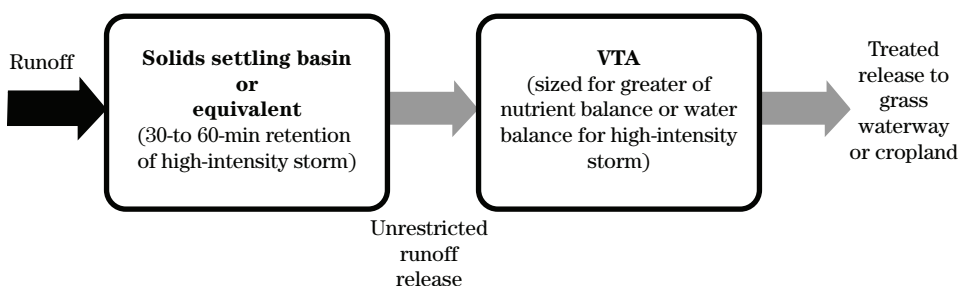 Runoff
Solids settling basin
or
equivalent
(30-to 60-min retention
of high-intensity storm)
Unrestricted
runoff
release
VTA
(sized for greater of
nutrient balance or water
balance for high-intensity
storm)
Treated
release to
grass
waterway
or cropland